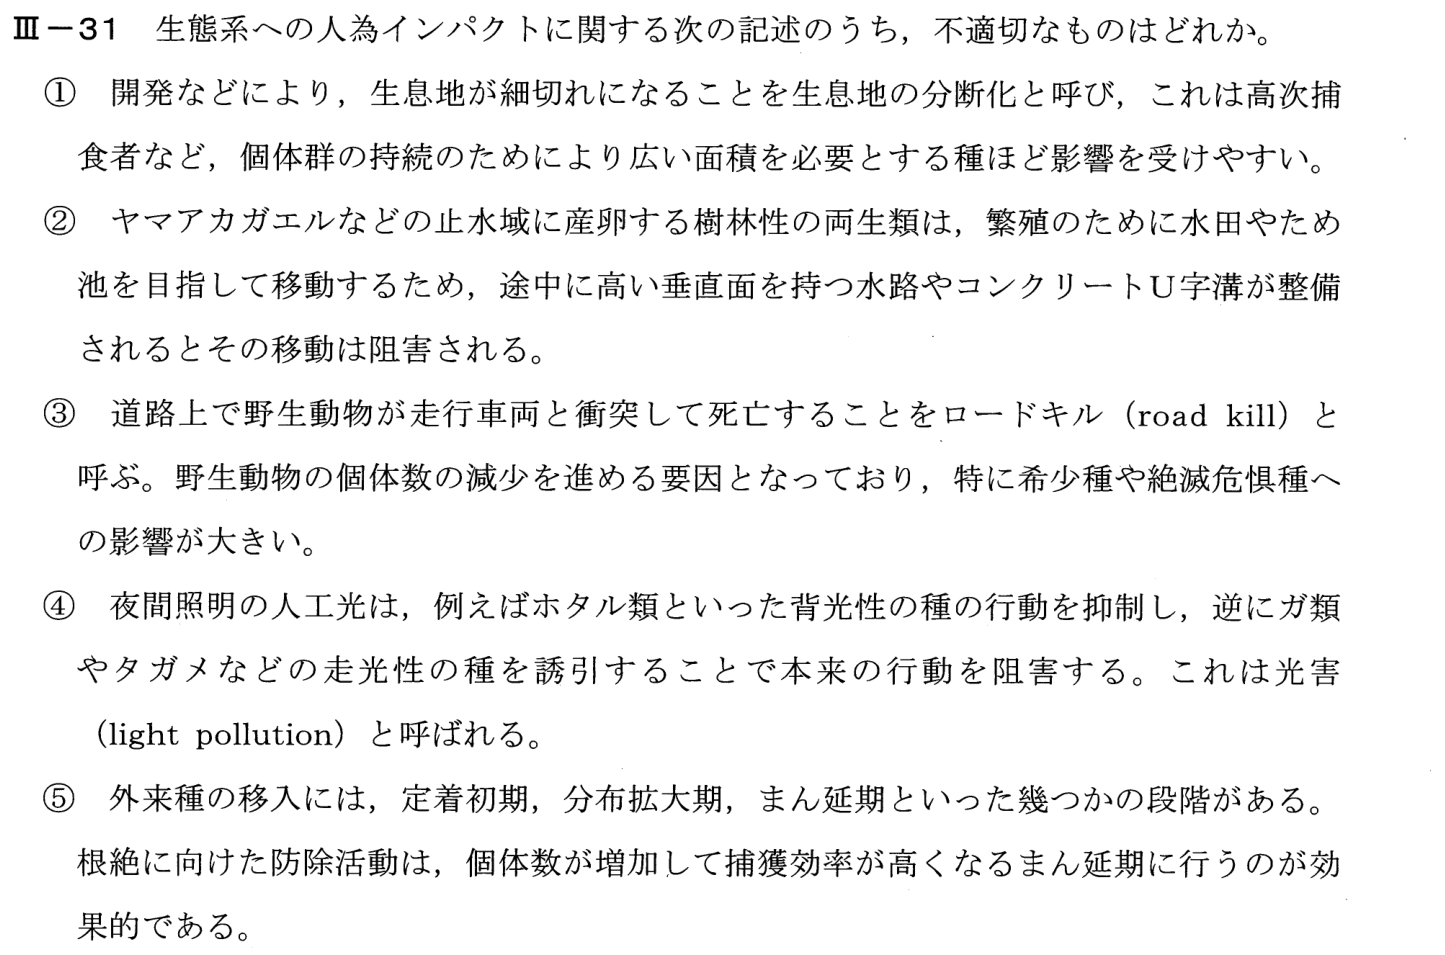 Ⅲ－31　生態系への人為インパクトに関する次の記述のうち，不適切なものはどれか。
①　開発などにより，生息地が細切れになることを生息地の分断化と呼び，これは高次捕
食者など，個体群の持続のためにより広い面積を必要とする種ほど影響を受けやすい。
②　ヤマアカガエルなどの止水域に産卵する樹林性の両生類は，繁殖のために水田やため
池を目指して移動するため，途中に高い垂直面を持つ水路やコンクリートU字溝が整備
されるとその移動は阻害される。
③　道路上で野生動物が走行車両と衝突して死亡することをロードキル（road kill）と
呼ぶ。野生動物の個体数の減少を進める要因となっており，特に希少種や絶滅危惧種へ
の影響が大きい。
④　夜間照明の人工光は，例えばホタル類といった背光性の種の行動を抑制し，逆にガ類
やタガメなどの走光性の種を誘引することで本来の行動を阻害する。これは光害
（light pollution）と呼ばれる。
⑤　外来種の移入には，定着初期，分布拡大期，まん延期といった幾つかの段階がある。
根絶に向けた防除活動は，個体数が増加して捕獲効率が高くなるまん延期に行うのが効
果的である。